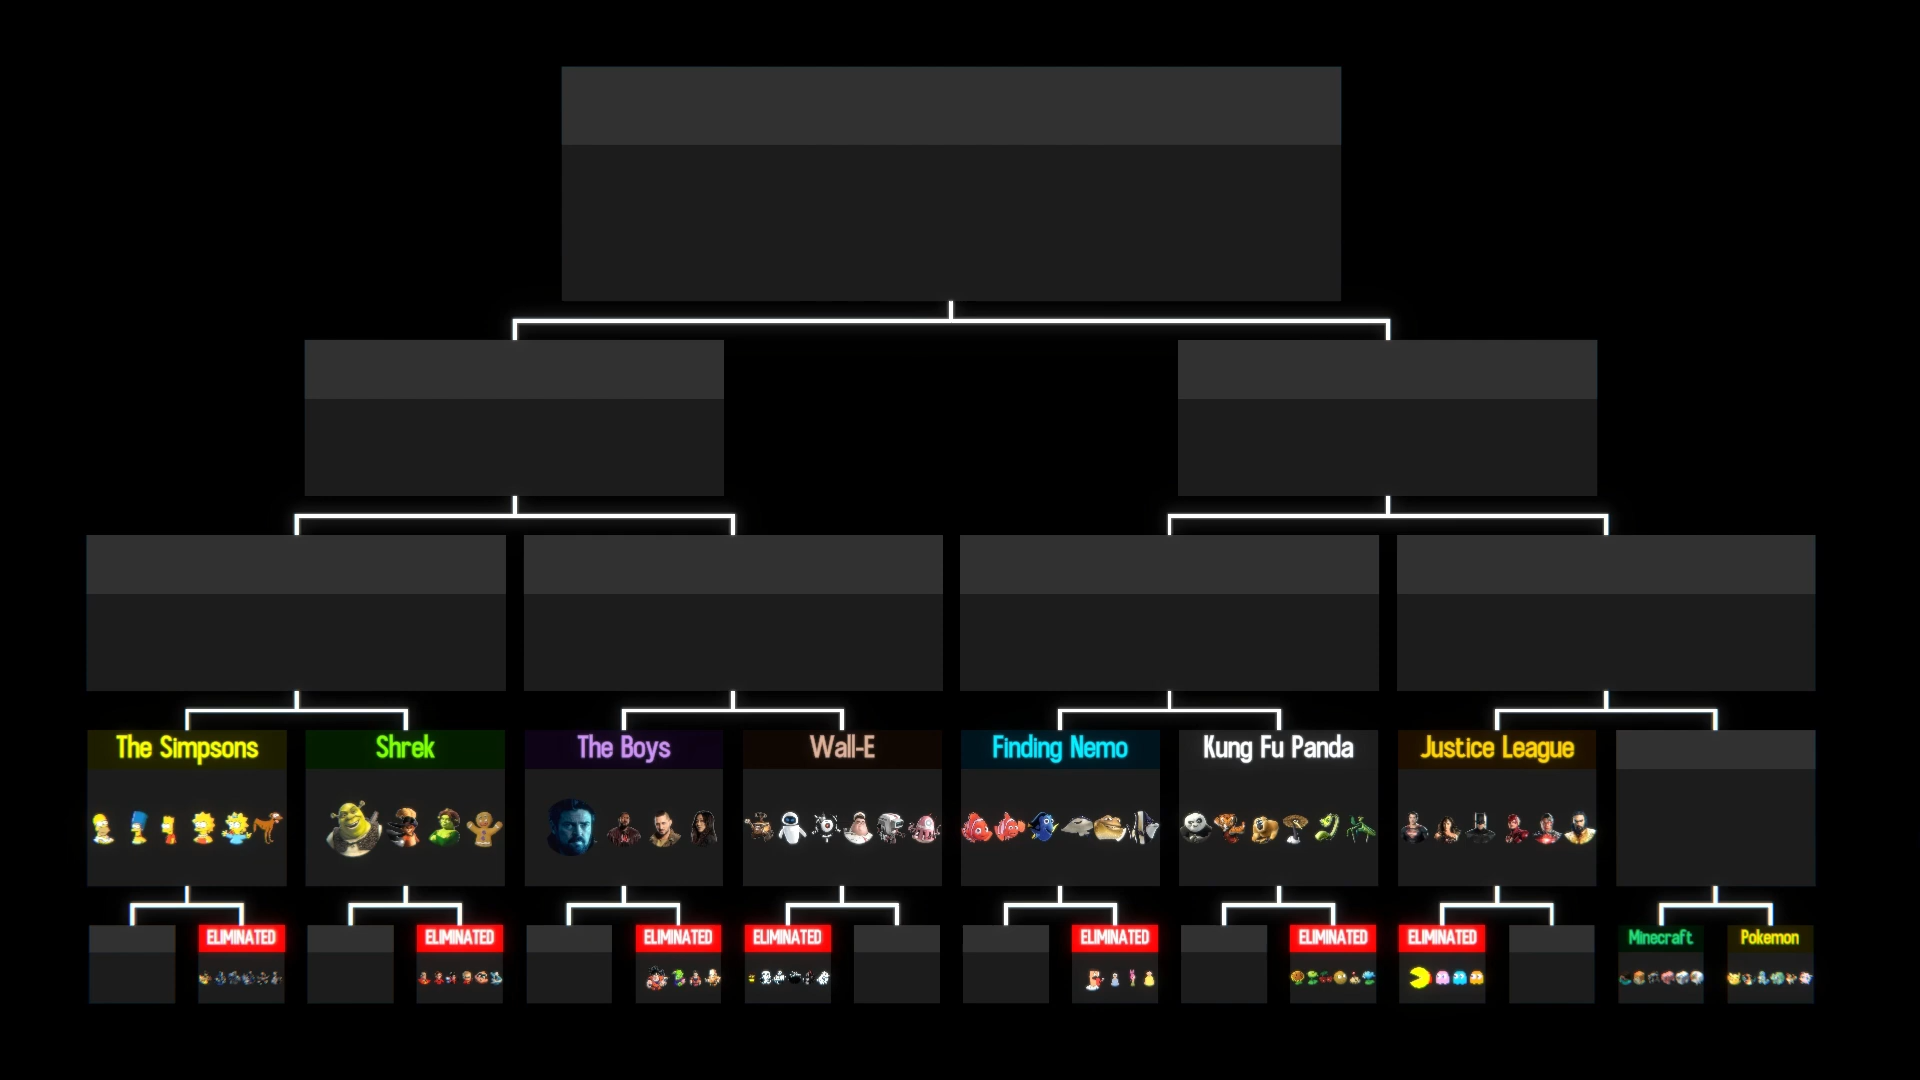 The Simpsons
Shrek
The Boys
Wall-E
Finding Nemo
Kung Fu Panda
Justice League
ELIMINATED
ELIMINATED
ELIMINATED
ELIMINATED
ELIMINATED
ELIMINATED
ELIMINATED
Minecraft
Pokemon